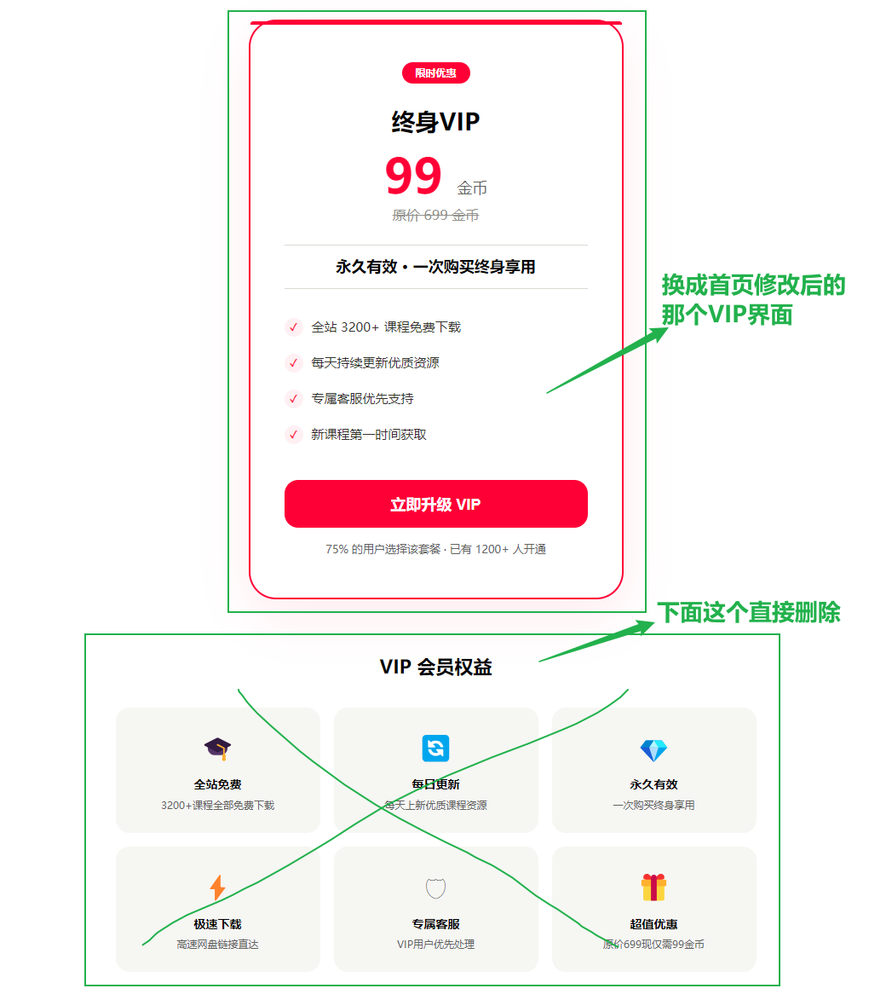 限时优惠
终身VIP
99 金币
原价 699 金币
永久有效 · 一次购买终身享用
✓ 全站 3200+ 课程免费下载
✓ 每天持续更新优质资源
✓ 专属客服优先支持
✓ 新课程第一时间获取
立即升级 VIP
75% 的用户选择该套餐 · 已有 1200+ 人开通
换成首页修改后的
那个VIP界面
下面这个直接删除
VIP 会员权益
全站免费
3200+课程全部免费下载
每日更新
每天上新优质课程资源
永久有效
一次购买终身享用
极速下载
高速网盘链接直达
专属客服
VIP用户优先处理
超值优惠
原价699现仅需99金币